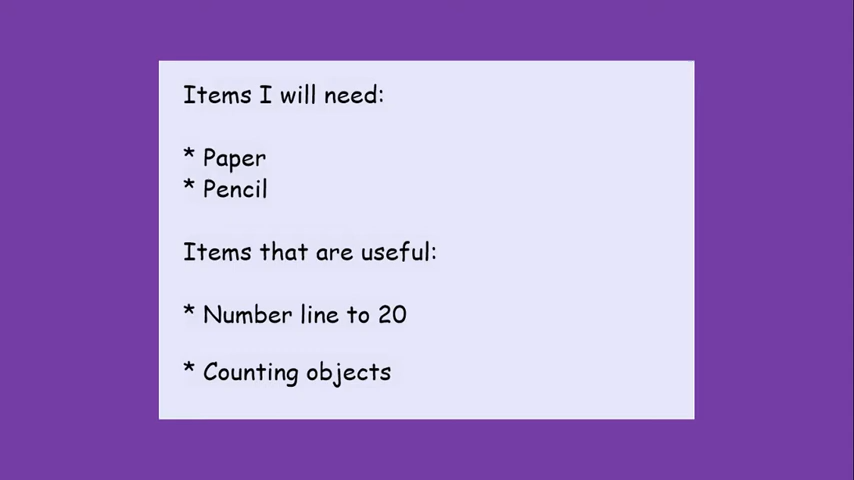 Items I will need:
* Paper
* Pencil
Items that are useful:
* Number line to 20
* Counting objects